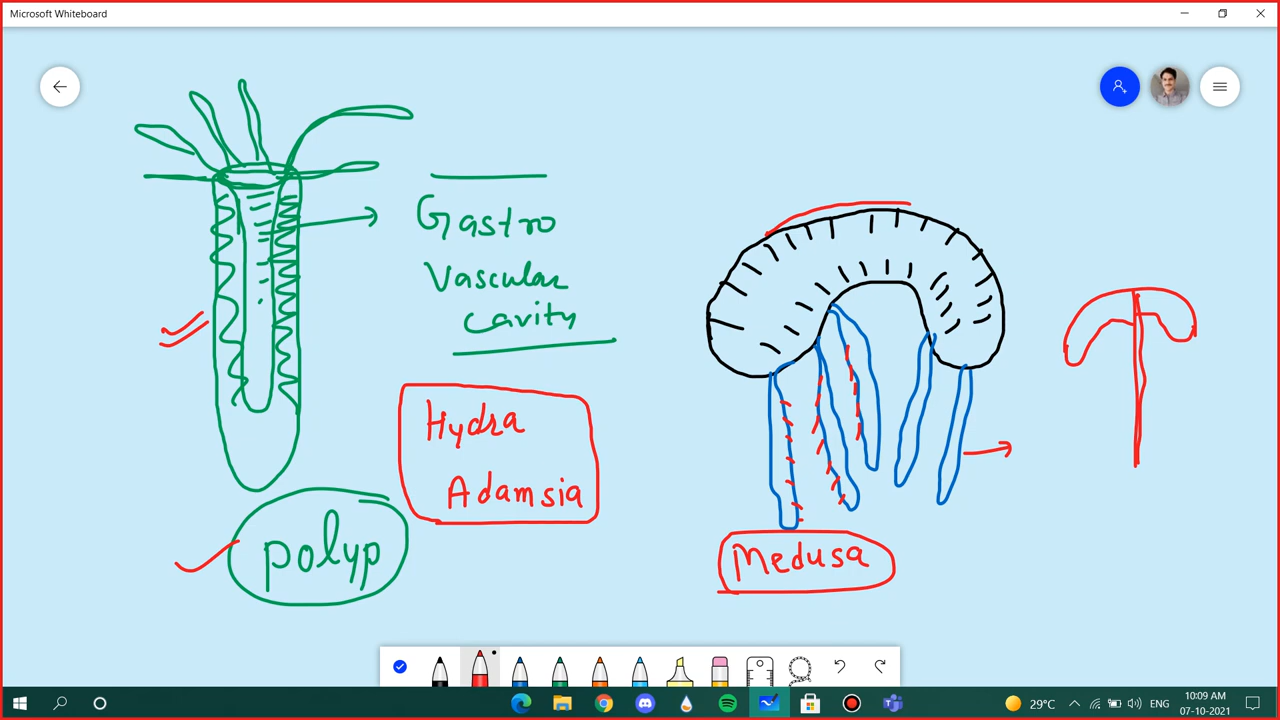 Microsoft Whiteboard
Gastro
Vascular
cavity
Hydra
Adamsia
polyp
Medusa
29°C
ENG
10:09 AM
07-10-2021